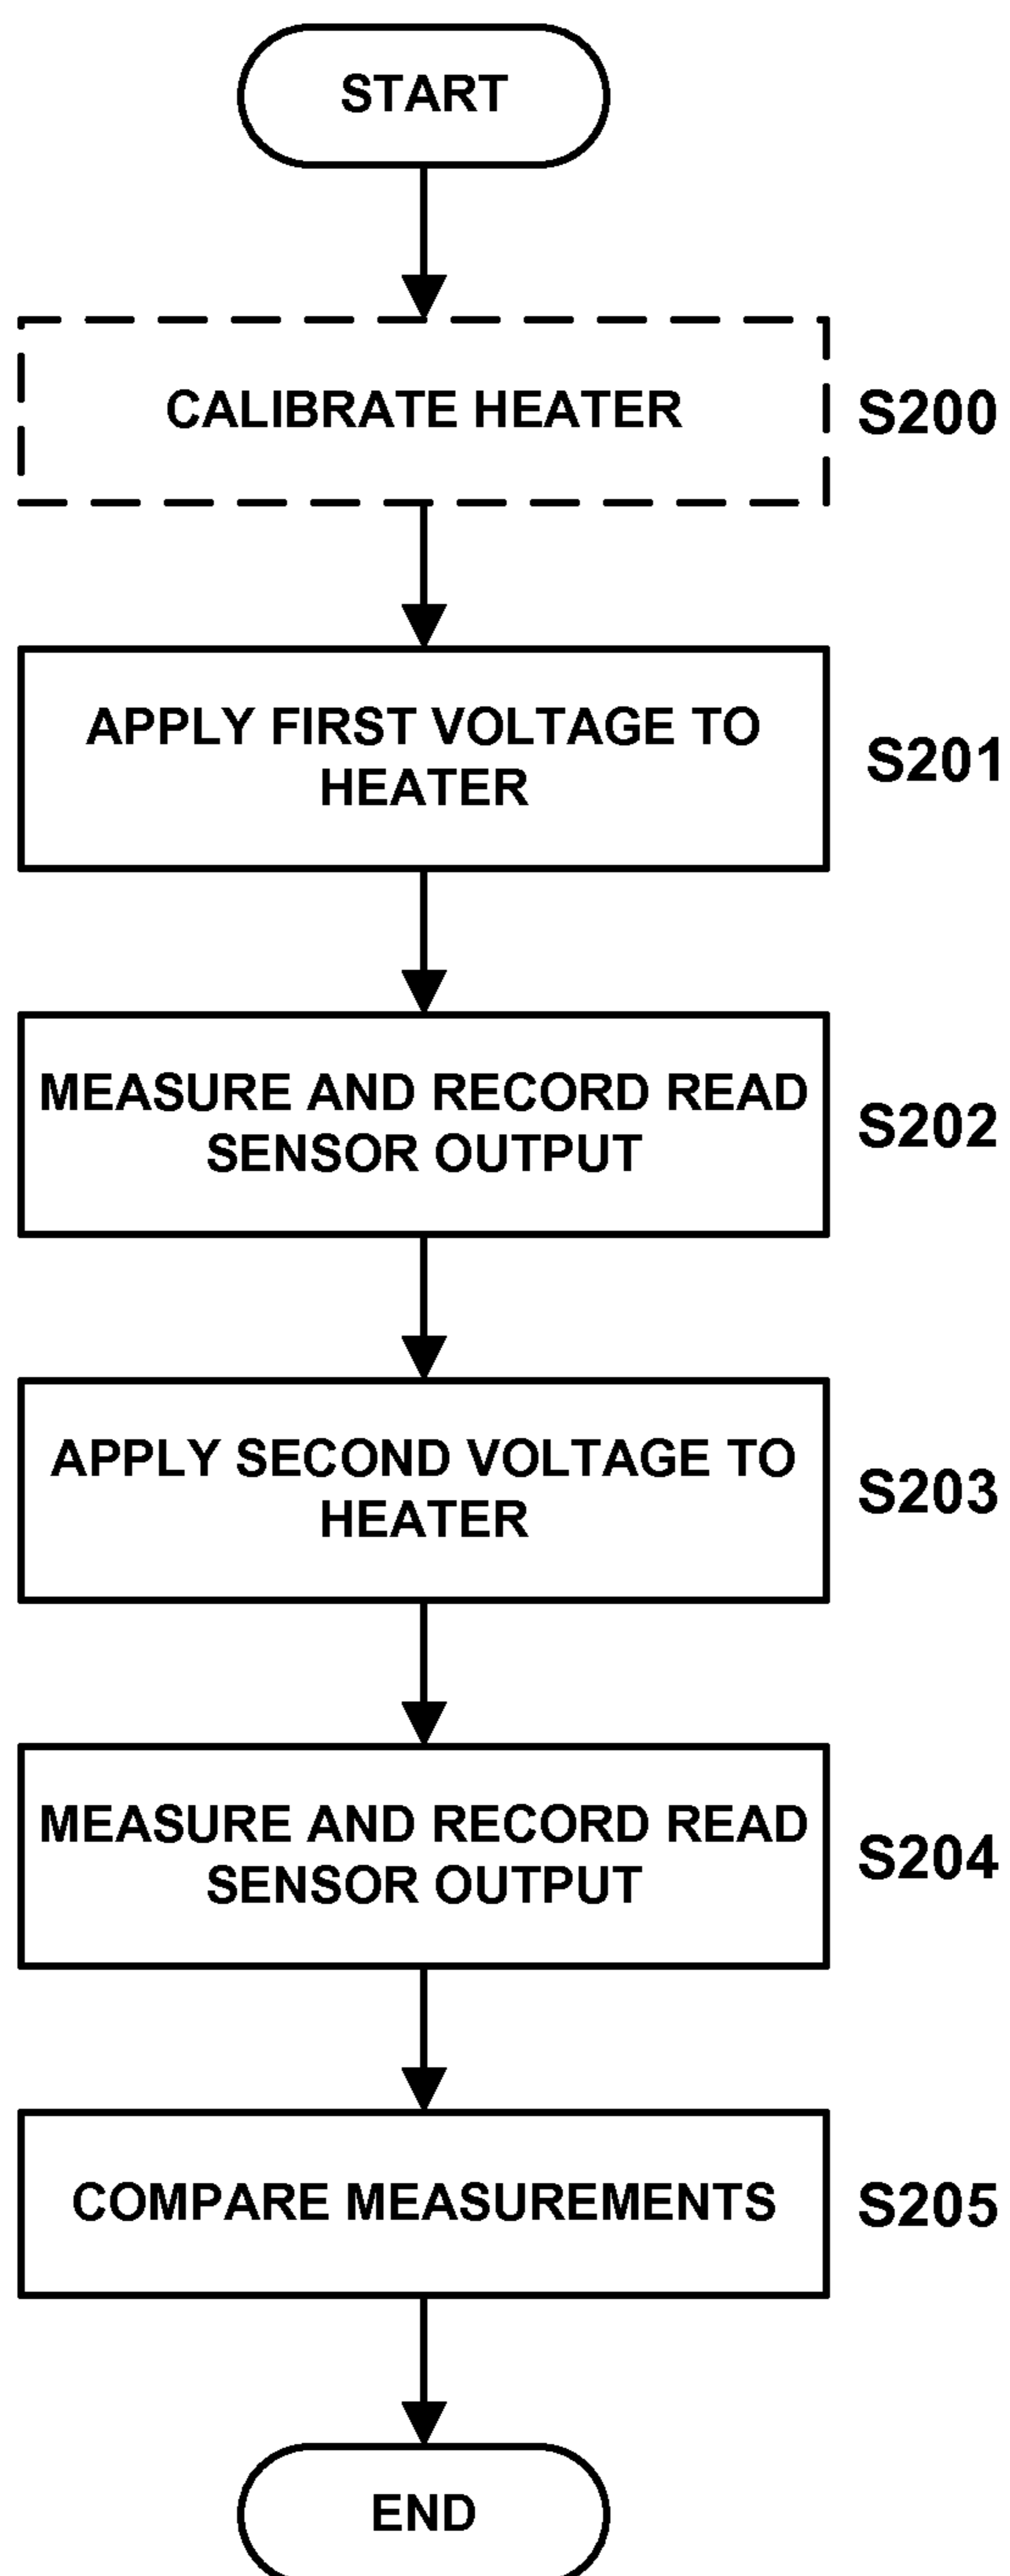 START
CALIBRATE HEATER
S200
APPLY FIRST VOLTAGE TO
HEATER
S201
MEASURE AND RECORD READ
SENSOR OUTPUT
S202
APPLY SECOND VOLTAGE TO
HEATER
S203
MEASURE AND RECORD READ
SENSOR OUTPUT
S204
COMPARE MEASUREMENTS
S205
END